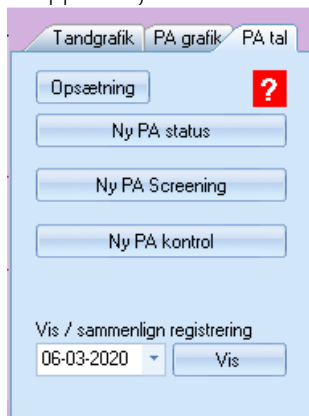 Tandgrafik PA grafik PA tal
Opsætning ?
Ny PA status
Ny PA Screening
Ny PA kontrol
Vis / sammenlign registrering
06-03-2020 Vis